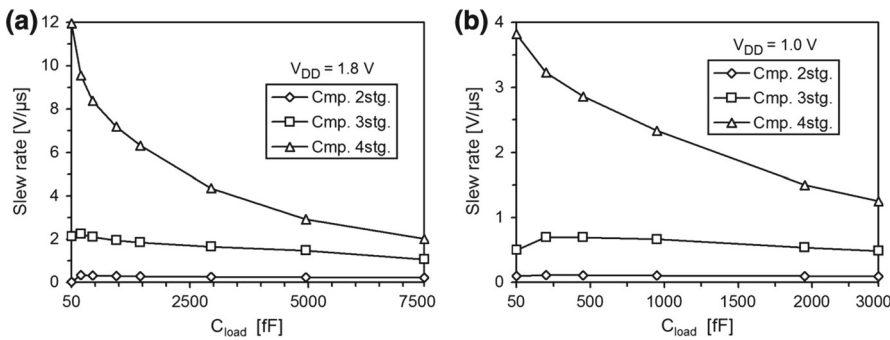 (a)
12
10
8
6
4
2
0
Slew rate [V/µs]
V_DD = 1.8 V
Cmp. 2stg.
Cmp. 3stg.
Cmp. 4stg.
50 2500 5000 7500
C_load [fF]
(b)
4
3
2
1
0
Slew rate [V/µs]
V_DD = 1.0 V
Cmp. 2stg.
Cmp. 3stg.
Cmp. 4stg.
50 500 1000 1500 2000 3000
C_load [fF]